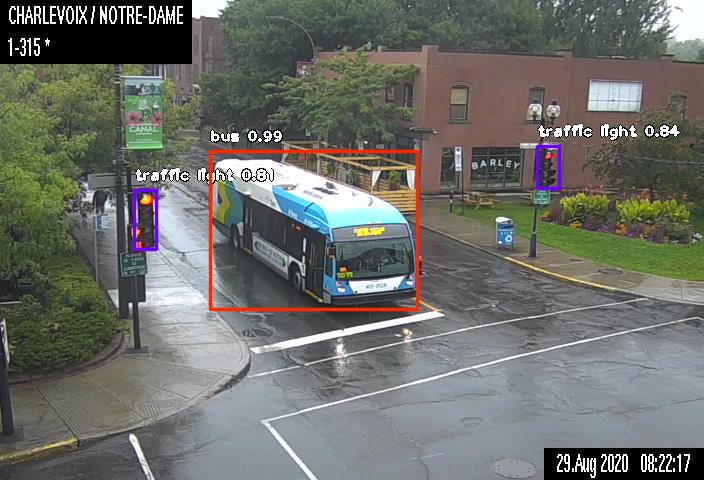 CHARLEVOIX / NOTRE-DAME
1-315 *
bus 0.99
traffic light 0.84
traffic light 0.81
CANAL
BARLEY
40-028
29.Aug 2020 08:22:17